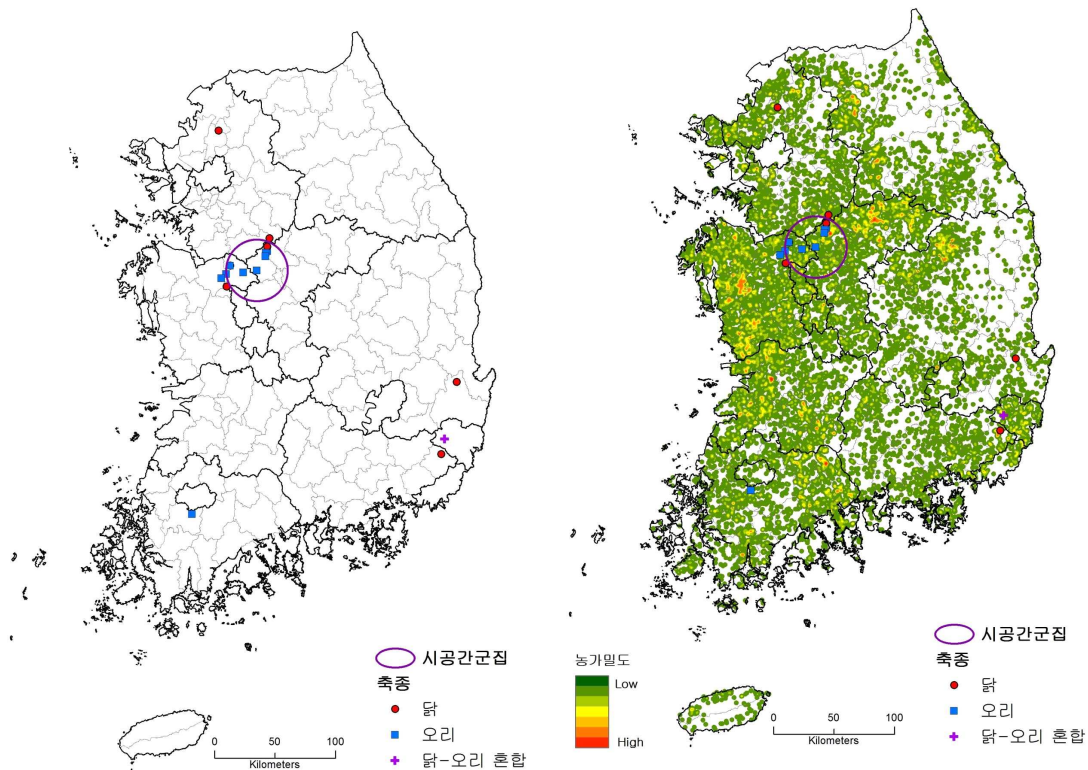 시공간군집
축종
닭
오리
닭-오리 혼합
0 50 100
Kilometers
농가밀도
Low
High
시공간군집
축종
닭
오리
닭-오리 혼합
0 50 100
Kilometers